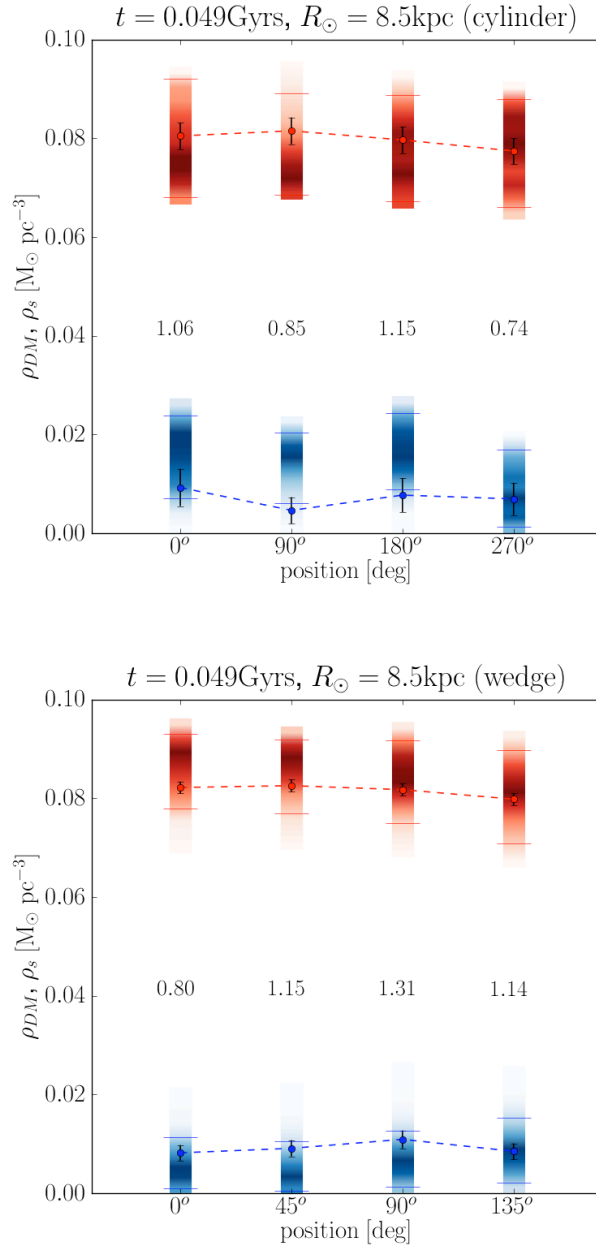 t = 0.049Gyrs, R⊙ = 8.5kpc (cylinder)
0.10
0.08
0.06
0.04
0.02
0.00
ρDM, ρs [M⊙ pc⁻³]
1.06 0.85 1.15 0.74
0º 90º 180º 270º
position [deg]
t = 0.049Gyrs, R⊙ = 8.5kpc (wedge)
0.10
0.08
0.06
0.04
0.02
0.00
ρDM, ρs [M⊙ pc⁻³]
0.80 1.15 1.31 1.14
0º 45º 90º 135º
position [deg]